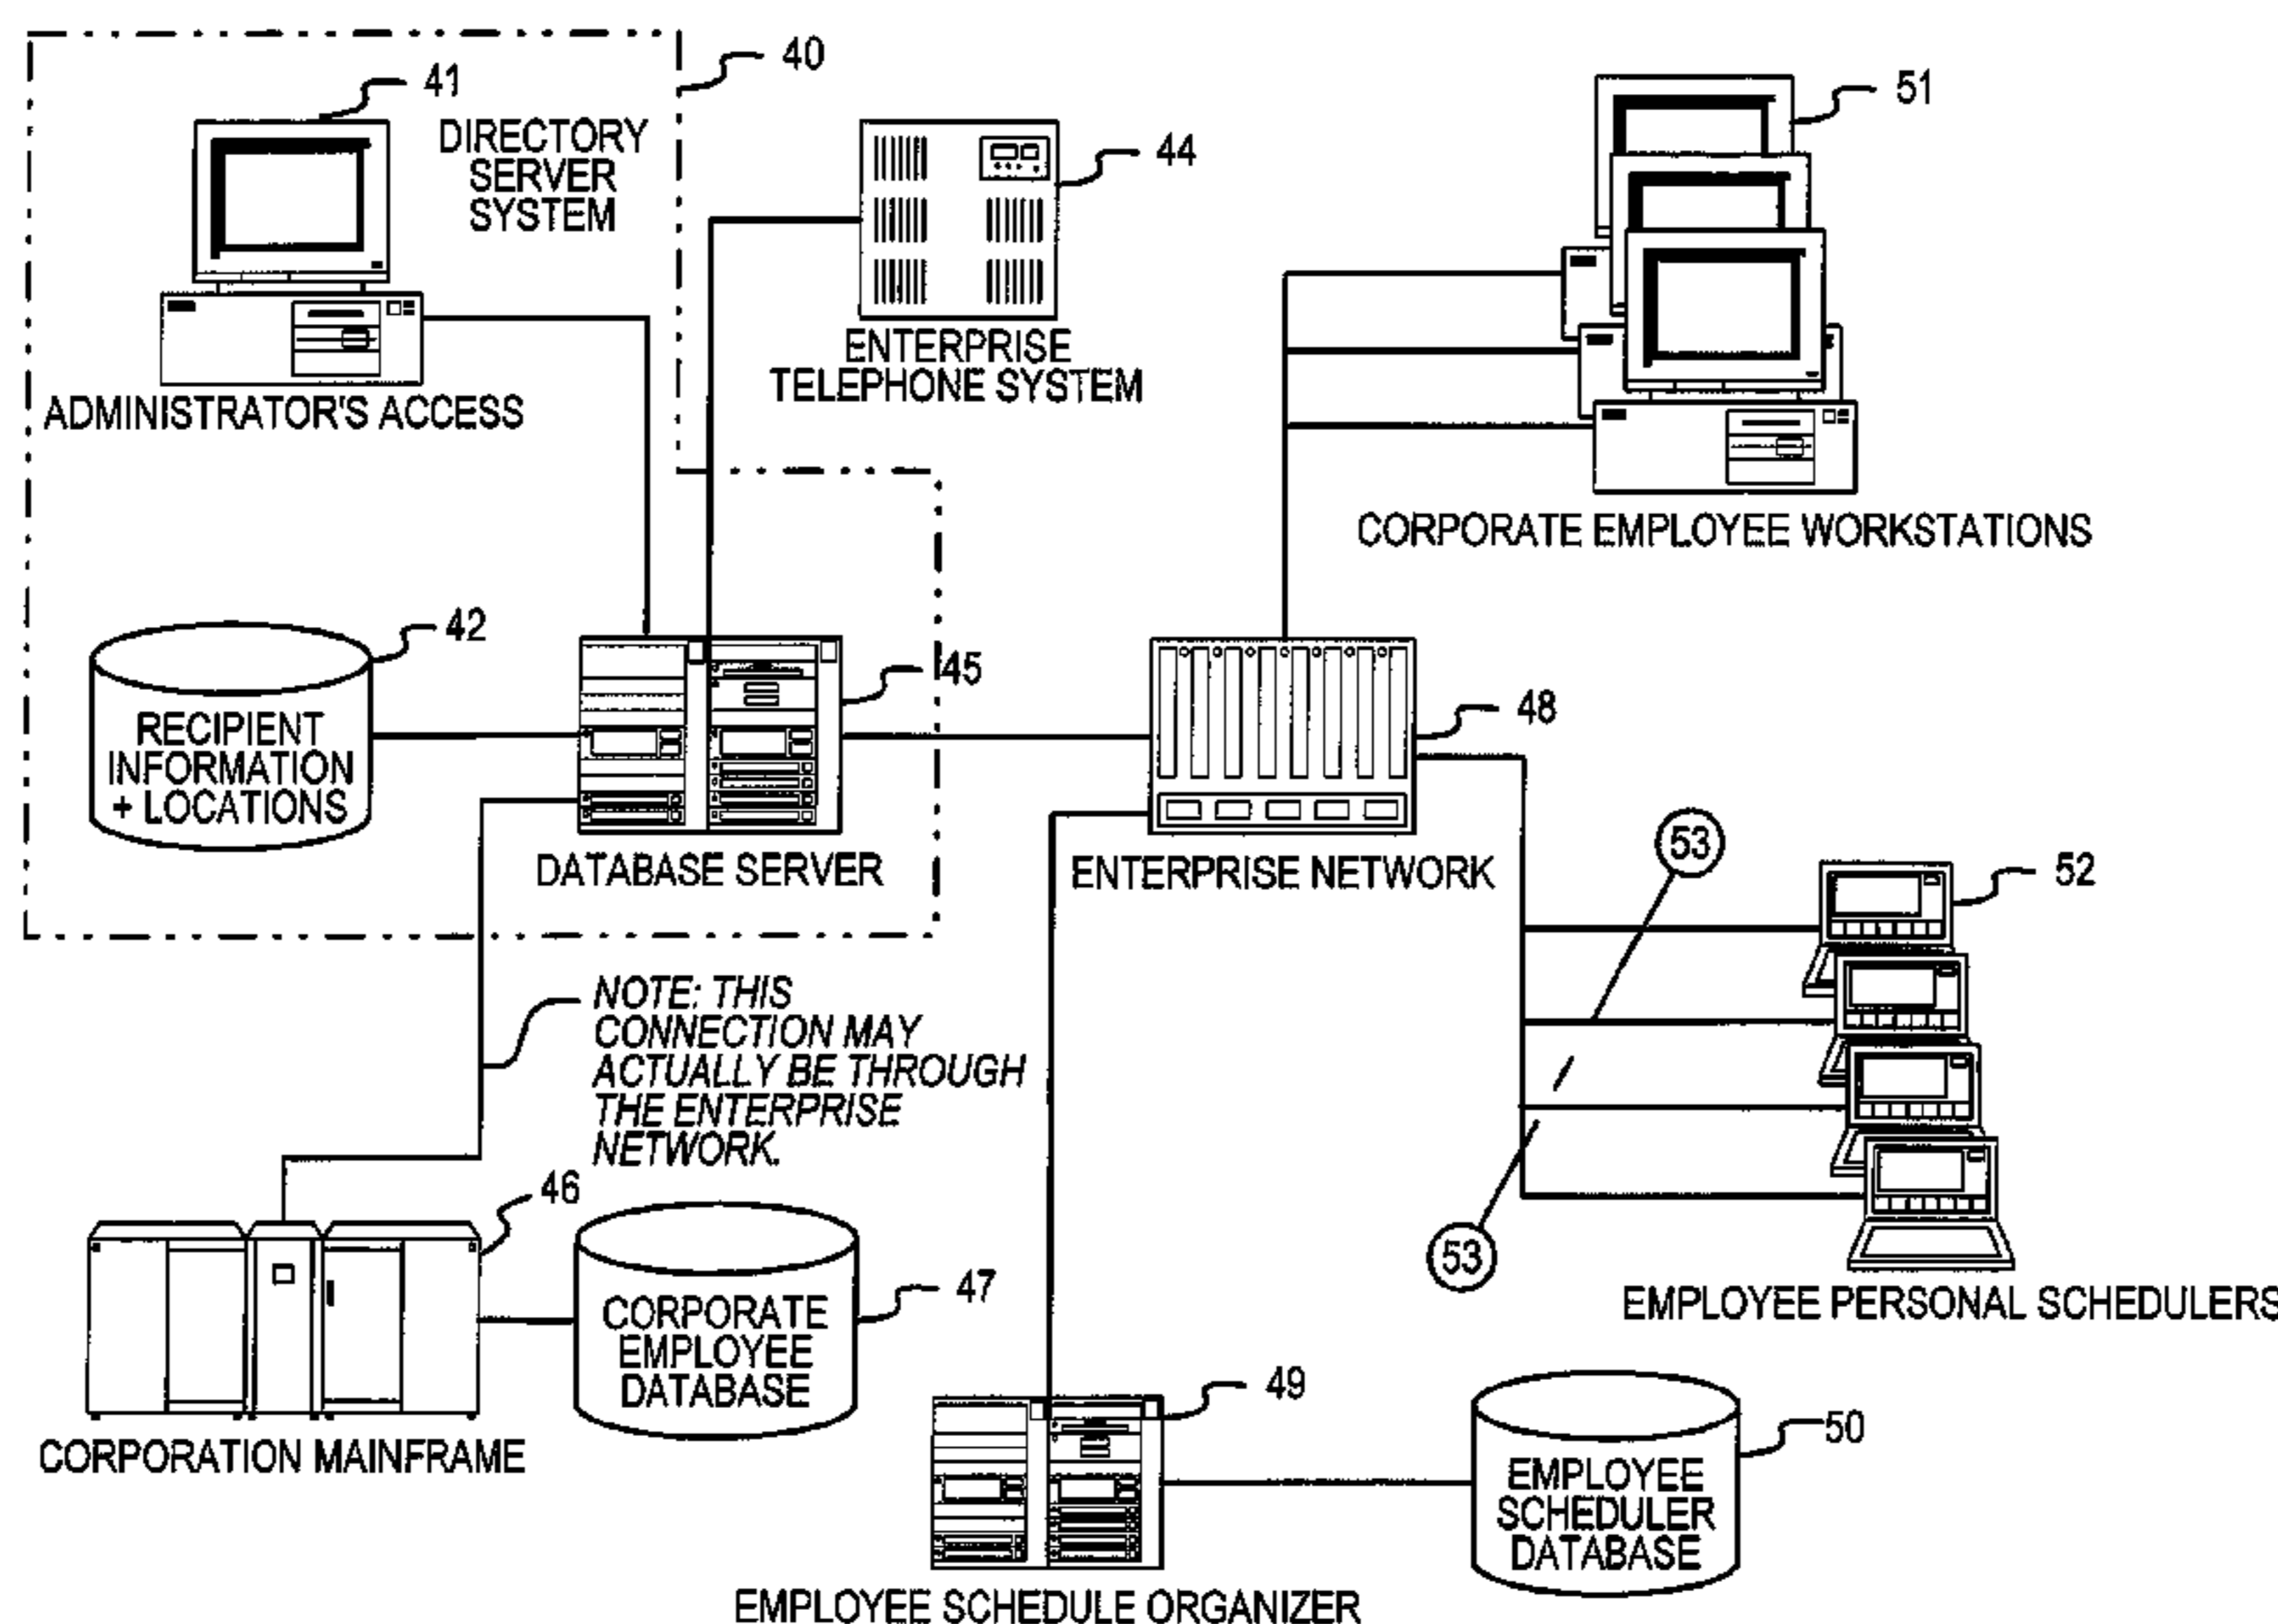 40
41
DIRECTORY
SERVER
SYSTEM
ADMINISTRATOR'S ACCESS
44
ENTERPRISE
TELEPHONE SYSTEM
51
CORPORATE EMPLOYEE WORKSTATIONS
42
RECIPIENT
INFORMATION
+ LOCATIONS
45
DATABASE SERVER
48
ENTERPRISE NETWORK
53
52
53
EMPLOYEE PERSONAL SCHEDULERS
NOTE: THIS
CONNECTION MAY
ACTUALLY BE THROUGH
THE ENTERPRISE
NETWORK.
46
CORPORATION MAINFRAME
47
CORPORATE
EMPLOYEE
DATABASE
49
EMPLOYEE SCHEDULE ORGANIZER
50
EMPLOYEE
SCHEDULER
DATABASE